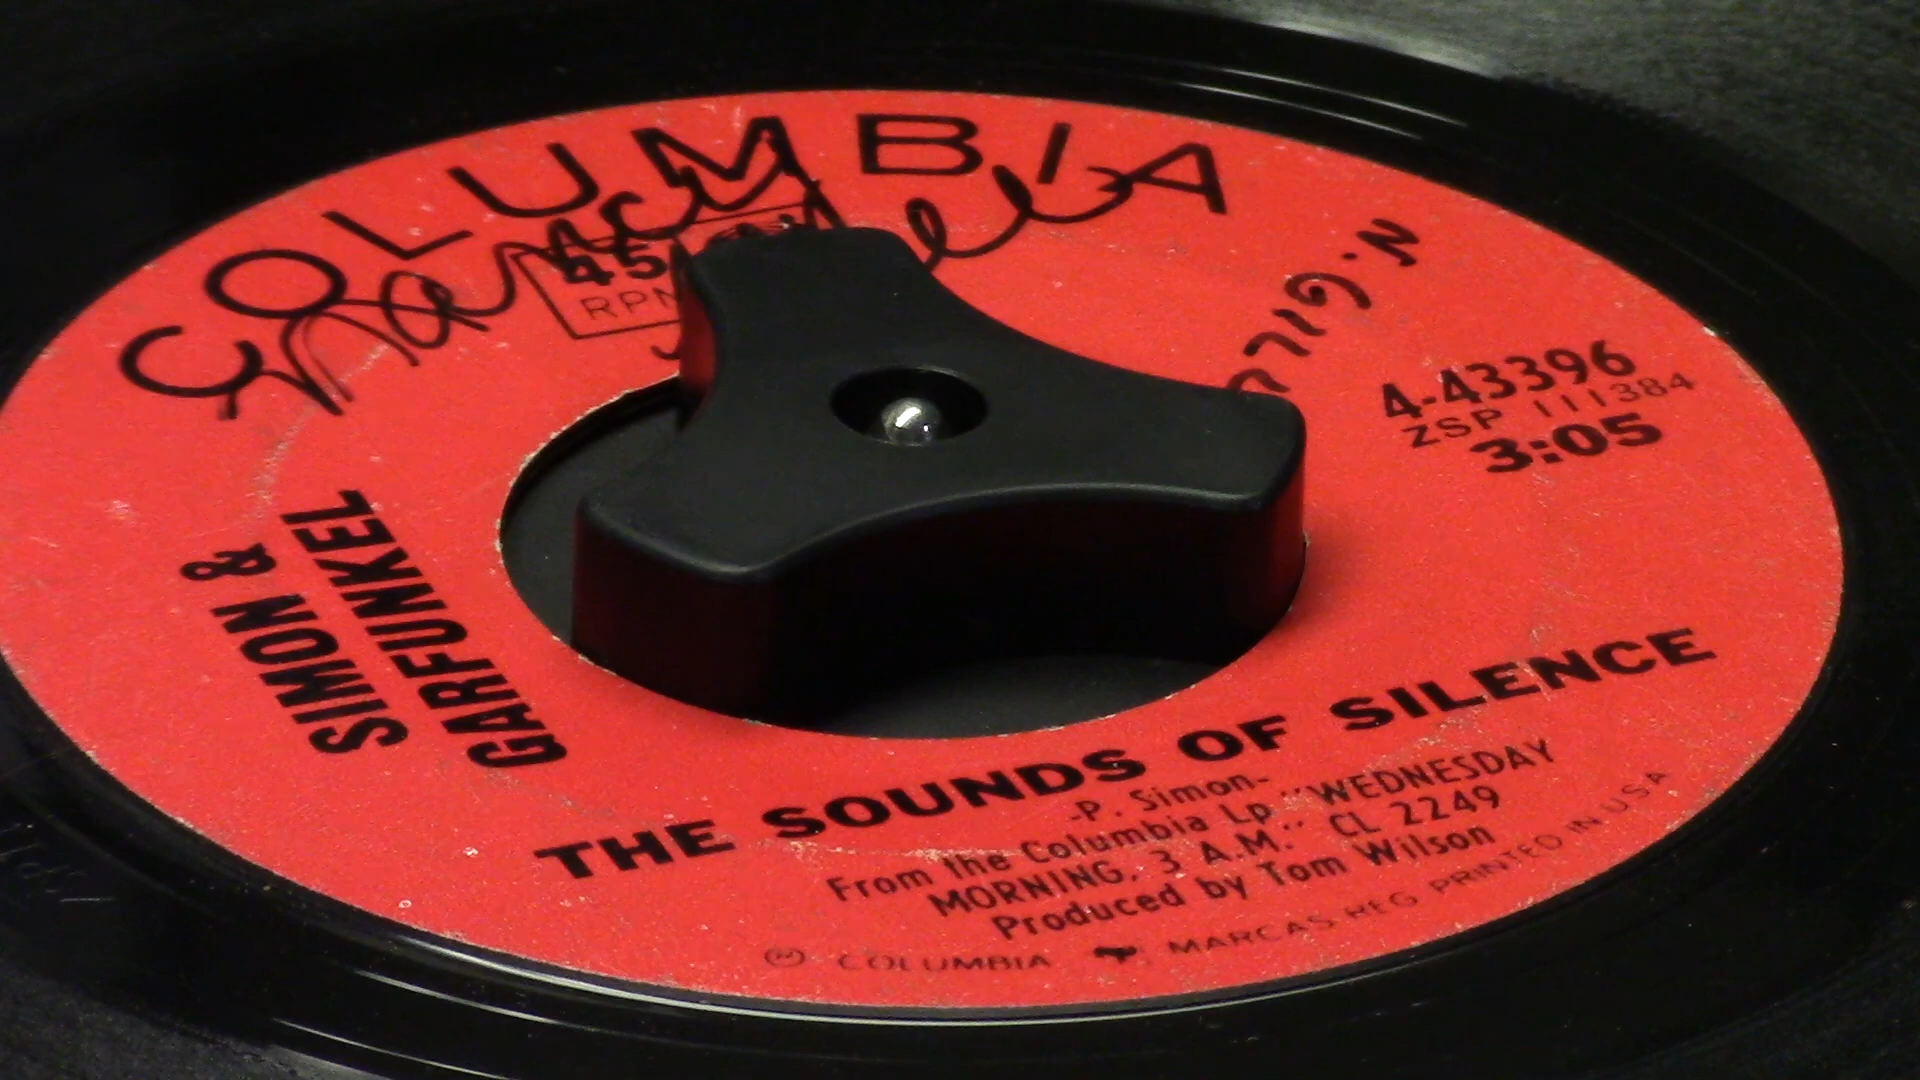 COLUMBIA
45
RPM
4-43396
ZSP 111384
3:05
SIMON &
GARFUNKEL
THE SOUNDS OF SILENCE
-P. Simon-
From the Columbia Lp "WEDNESDAY
MORNING, 3 A.M." CL 2249
Produced by Tom Wilson
COLUMBIA MARCAS REG PRINTED IN USA